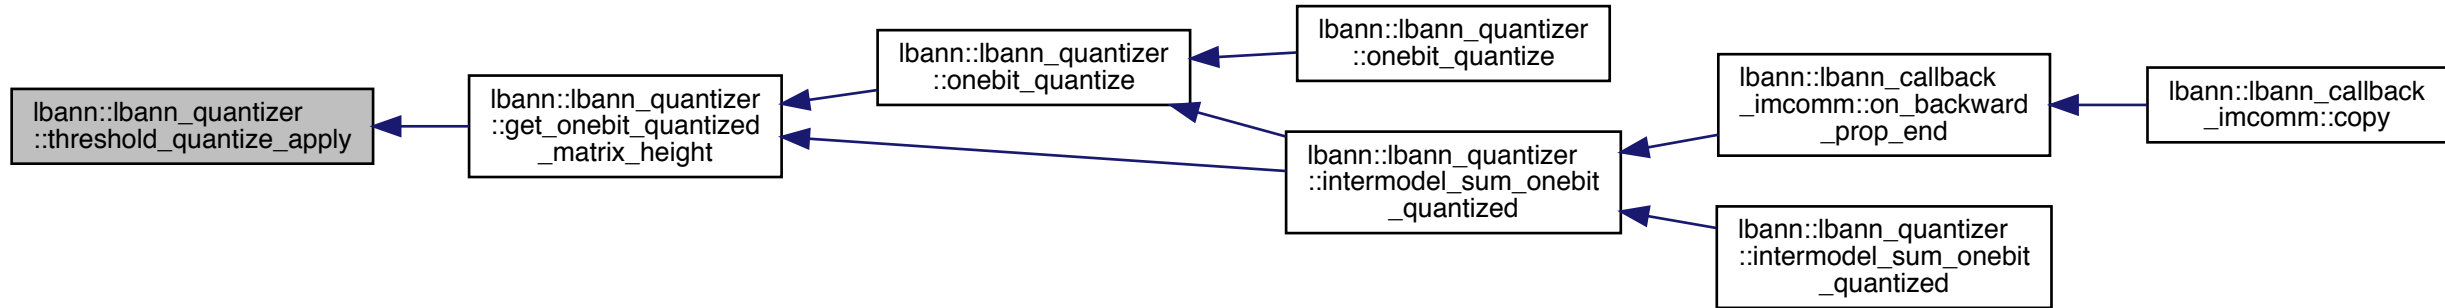 lbann::lbann_quantizer
::threshold_quantize_apply
lbann::lbann_quantizer
::get_onebit_quantized
_matrix_height
lbann::lbann_quantizer
::onebit_quantize
lbann::lbann_quantizer
::onebit_quantize
lbann::lbann_quantizer
::intermodel_sum_onebit
_quantized
lbann::lbann_callback
_imcomm::on_backward
_prop_end
lbann::lbann_quantizer
::intermodel_sum_onebit
_quantized
lbann::lbann_callback
_imcomm::copy